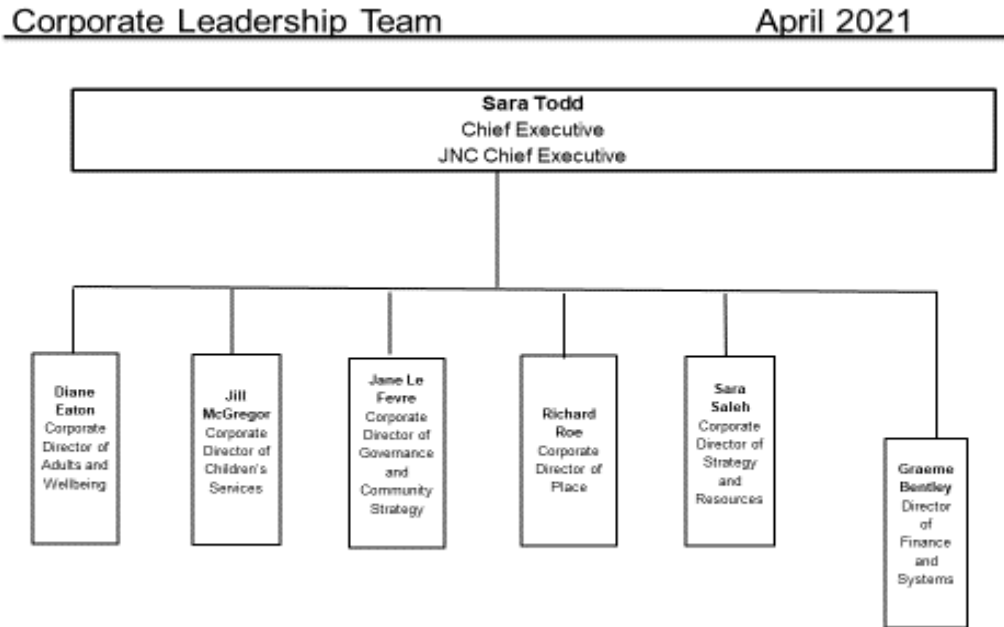 Corporate Leadership Team April 2021
Sara Todd
Chief Executive
JNC Chief Executive
Diane
Eaton
Corporate
Director of
Adults and
Wellbeing
Jill
McGregor
Corporate
Director of
Children's
Services
Jane Le
Fevre
Corporate
Director of
Governance
and
Community
Strategy
Richard
Roe
Corporate
Director of
Place
Sara
Saleh
Corporate
Director of
Strategy
and
Resources
Graeme
Bentley
Director
of
Finance
and
Systems